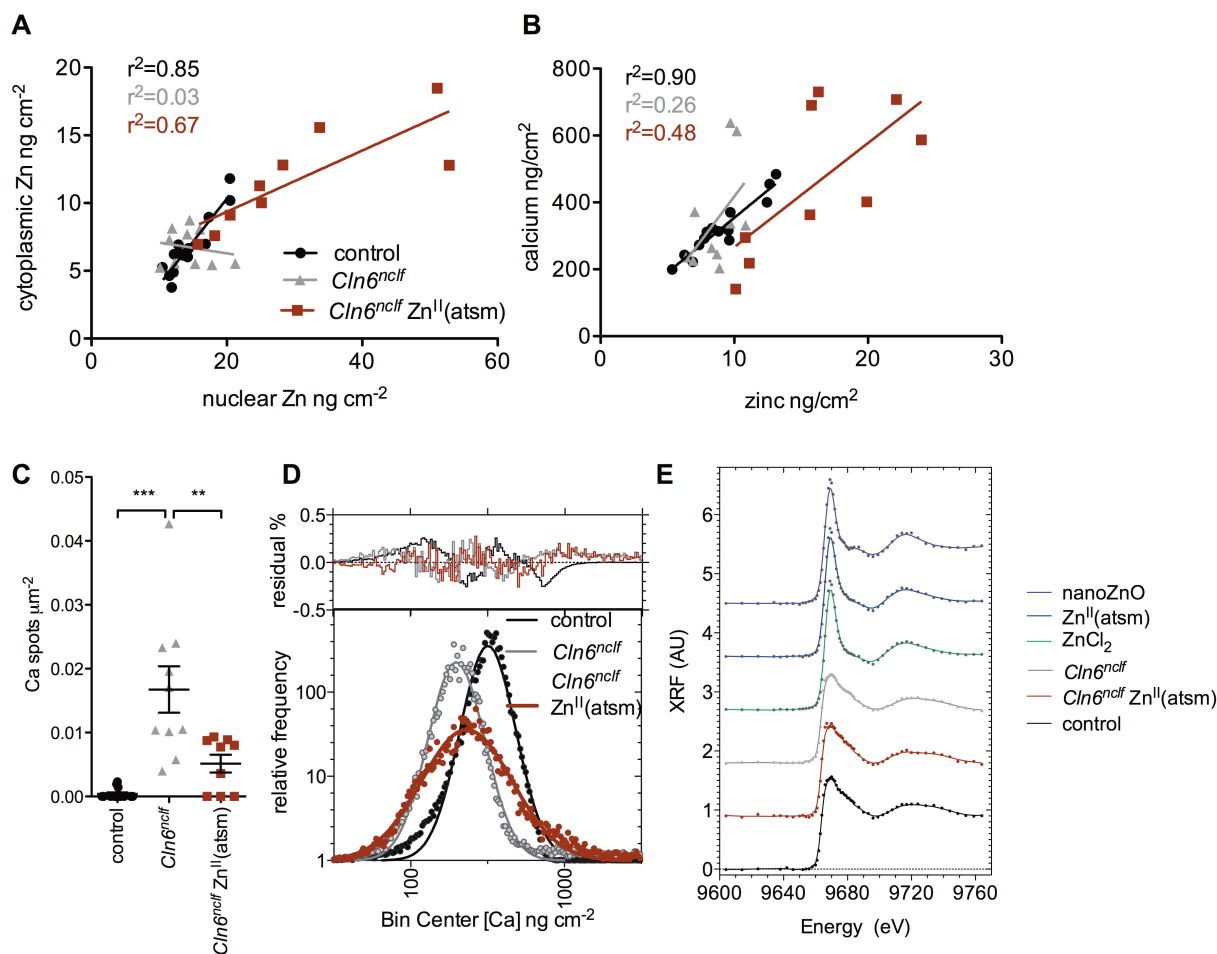 A
r²=0.85
r²=0.03
r²=0.67
20
15
10
5
0
0 20 40 60
cytoplasmic Zn ng cm⁻²
nuclear Zn ng cm⁻²
control
Cln6ⁿᶜˡᶠ
Cln6ⁿᶜˡᶠ Znᴵᴵ(atsm)
B
r²=0.90
r²=0.26
r²=0.48
800
600
400
200
0
0 10 20 30
calcium ng/cm²
zinc ng/cm²
C
Ca spots µm⁻²
0.05
0.04
0.03
0.02
0.01
0.00
*** **
control
Cln6ⁿᶜˡᶠ
Cln6ⁿᶜˡᶠ Znᴵᴵ(atsm)
D
residual %
0.5
0.0
-0.5
relative frequency
100
10
1
control
Cln6ⁿᶜˡᶠ
Cln6ⁿᶜˡᶠ
Znᴵᴵ(atsm)
100 1000
Bin Center [Ca] ng cm⁻²
E
XRF (AU)
6
5
4
3
2
1
0
9600 9640 9680 9720 9760
Energy (eV)
nanoZnO
Znᴵᴵ(atsm)
ZnCl₂
Cln6ⁿᶜˡᶠ
Cln6ⁿᶜˡᶠ Znᴵᴵ(atsm)
control